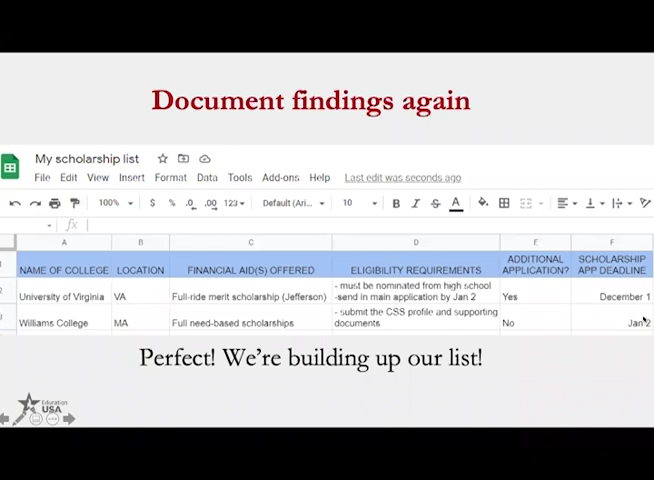 Document findings again
My scholarship list
File Edit View Insert Format Data Tools Add-ons Help Last edit was seconds ago
100% $ % .0 .00 123 Default (Ari... 10 B I S A
fx
A B C D E F
NAME OF COLLEGE LOCATION FINANCIAL AID(S) OFFERED ELIGIBILITY REQUIREMENTS ADDITIONAL APPLICATION? SCHOLARSHIP APP DEADLINE
- must be nominated from high school
University of Virginia VA Full-ride merit scholarship (Jefferson) -send in main application by Jan 2 Yes December 1
- submit the CSS profile and supporting
Williams College MA Full need-based scholarships documents No Jan 2
Perfect! We're building up our list!
Education
USA